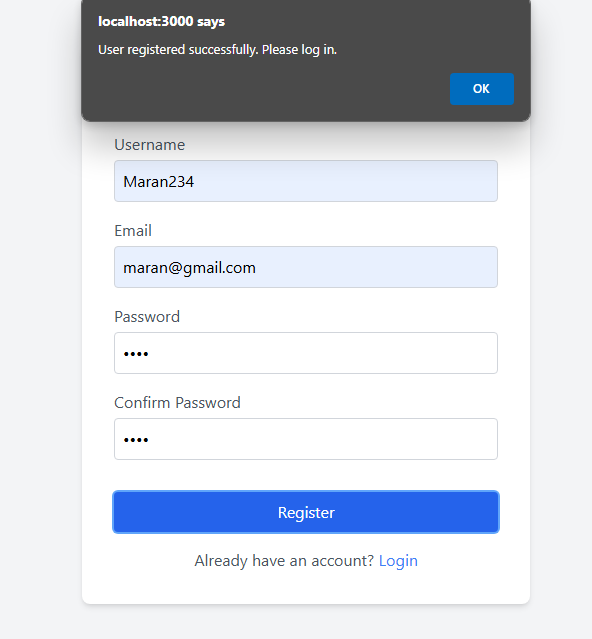 localhost:3000 says
User registered successfully. Please log in.
OK
Username
Maran234
Email
maran@gmail.com
Password
••••
Confirm Password
••••
Register
Already have an account? Login